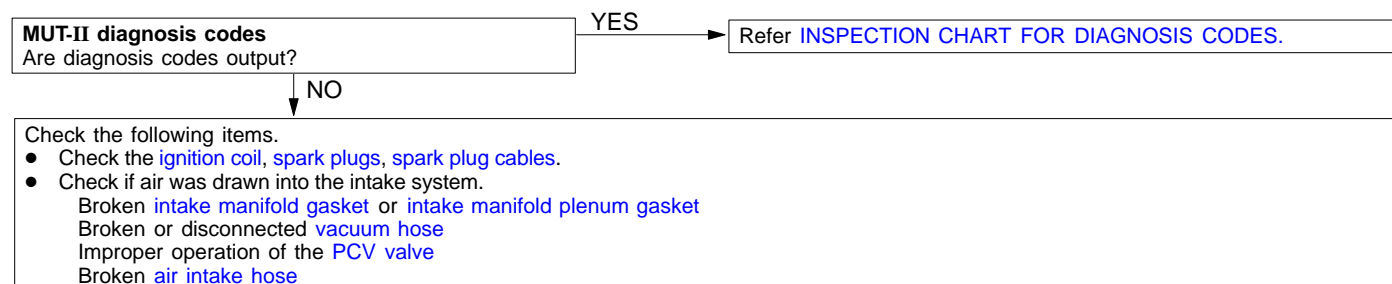 MUT-II diagnosis codes
Are diagnosis codes output?
YES
Refer INSPECTION CHART FOR DIAGNOSIS CODES.
NO
Check the following items.
● Check the ignition coil, spark plugs, spark plug cables.
● Check if air was drawn into the intake system.
Broken intake manifold gasket or intake manifold plenum gasket
Broken or disconnected vacuum hose
Improper operation of the PCV valve
Broken air intake hose